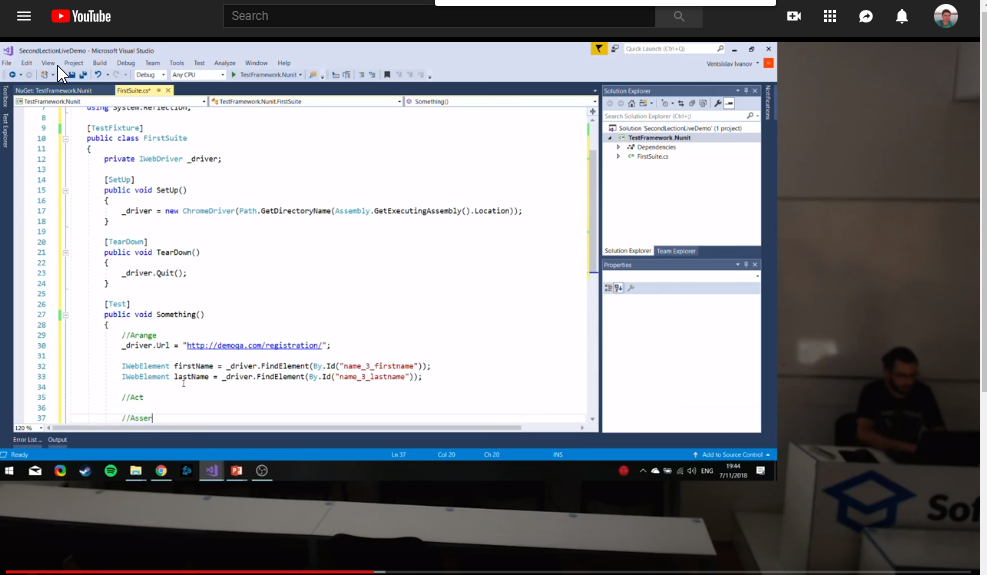 YouTube
Search
SecondLectionLiveDemo - Microsoft Visual Studio
Quick Launch (Ctrl+Q)
File Edit View Project Build Debug Team Tools Test Analyze Window Help
Ventsislav Ivanov
Debug Any CPU TestFramework.Nunit
NuGet: TestFramework.Nunit FirstSuite.cs*
TestFramework.Nunit TestFramework.Nunit.FirstSuite Something()
Toolbox Test Explorer
7 using System.Reflection;
8
9 [TestFixture]
10 public class FirstSuite
11 {
12 private IWebDriver _driver;
13
14 [SetUp]
15 public void SetUp()
16 {
17 _driver = new ChromeDriver(Path.GetDirectoryName(Assembly.GetExecutingAssembly().Location));
18 }
19
20 [TearDown]
21 public void TearDown()
22 {
23 _driver.Quit();
24 }
25
26 [Test]
27 public void Something()
28 {
29 //Arange
30 _driver.Url = "http://demoqa.com/registration/";
31
32 IWebElement firstName = _driver.FindElement(By.Id("name_3_firstname"));
33 IWebElement lastName = _driver.FindElement(By.Id("name_3_lastname"));
34
35 //Act
36
37 //Asser
120 %
Solution Explorer
Search Solution Explorer (Ctrl+;)
Solution 'SecondLectionLiveDemo' (1 project)
TestFramework.Nunit
Dependencies
FirstSuite.cs
Solution Explorer Team Explorer
Properties
Notifications
Error List ... Output
Ready Ln 37 Col 20 Ch 20 INS Add to Source Control
ENG 19:44
7/11/2018
Sof